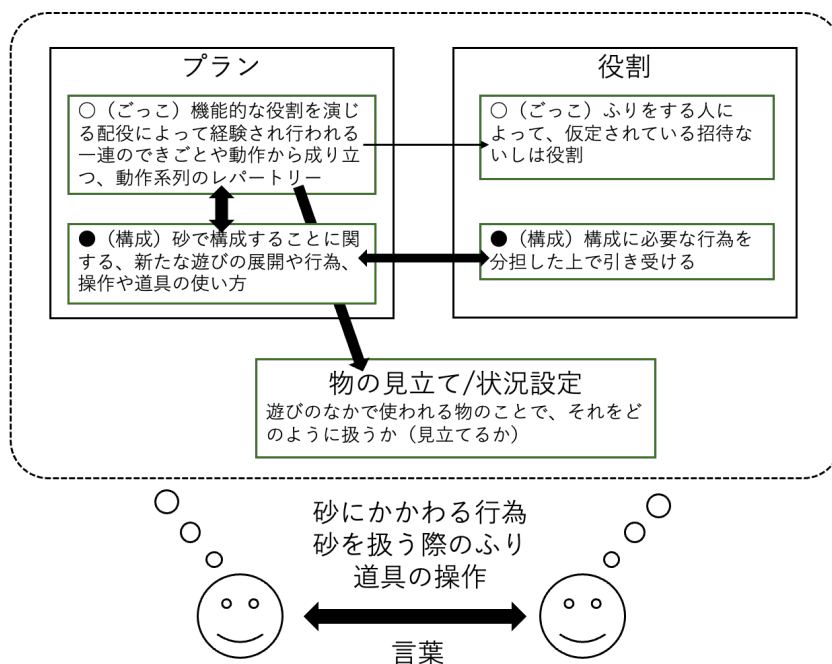 プラン
○（ごっこ）機能的な役割を演じ
る配役によって経験され行われる
一連のできごとや動作から成り立
つ、動作系列のレパートリー
●（構成）砂で構成することに関
する、新たな遊びの展開や行為、
操作や道具の使い方
役割
○（ごっこ）ふりをする人に
よって、仮定されている招待な
いしは役割
●（構成）構成に必要な行為を
分担した上で引き受ける
物の見立て/状況設定
遊びのなかで使われる物のことで、それをど
のように扱うか（見立てるか）
砂にかかわる行為
砂を扱う際のふり
道具の操作
言葉